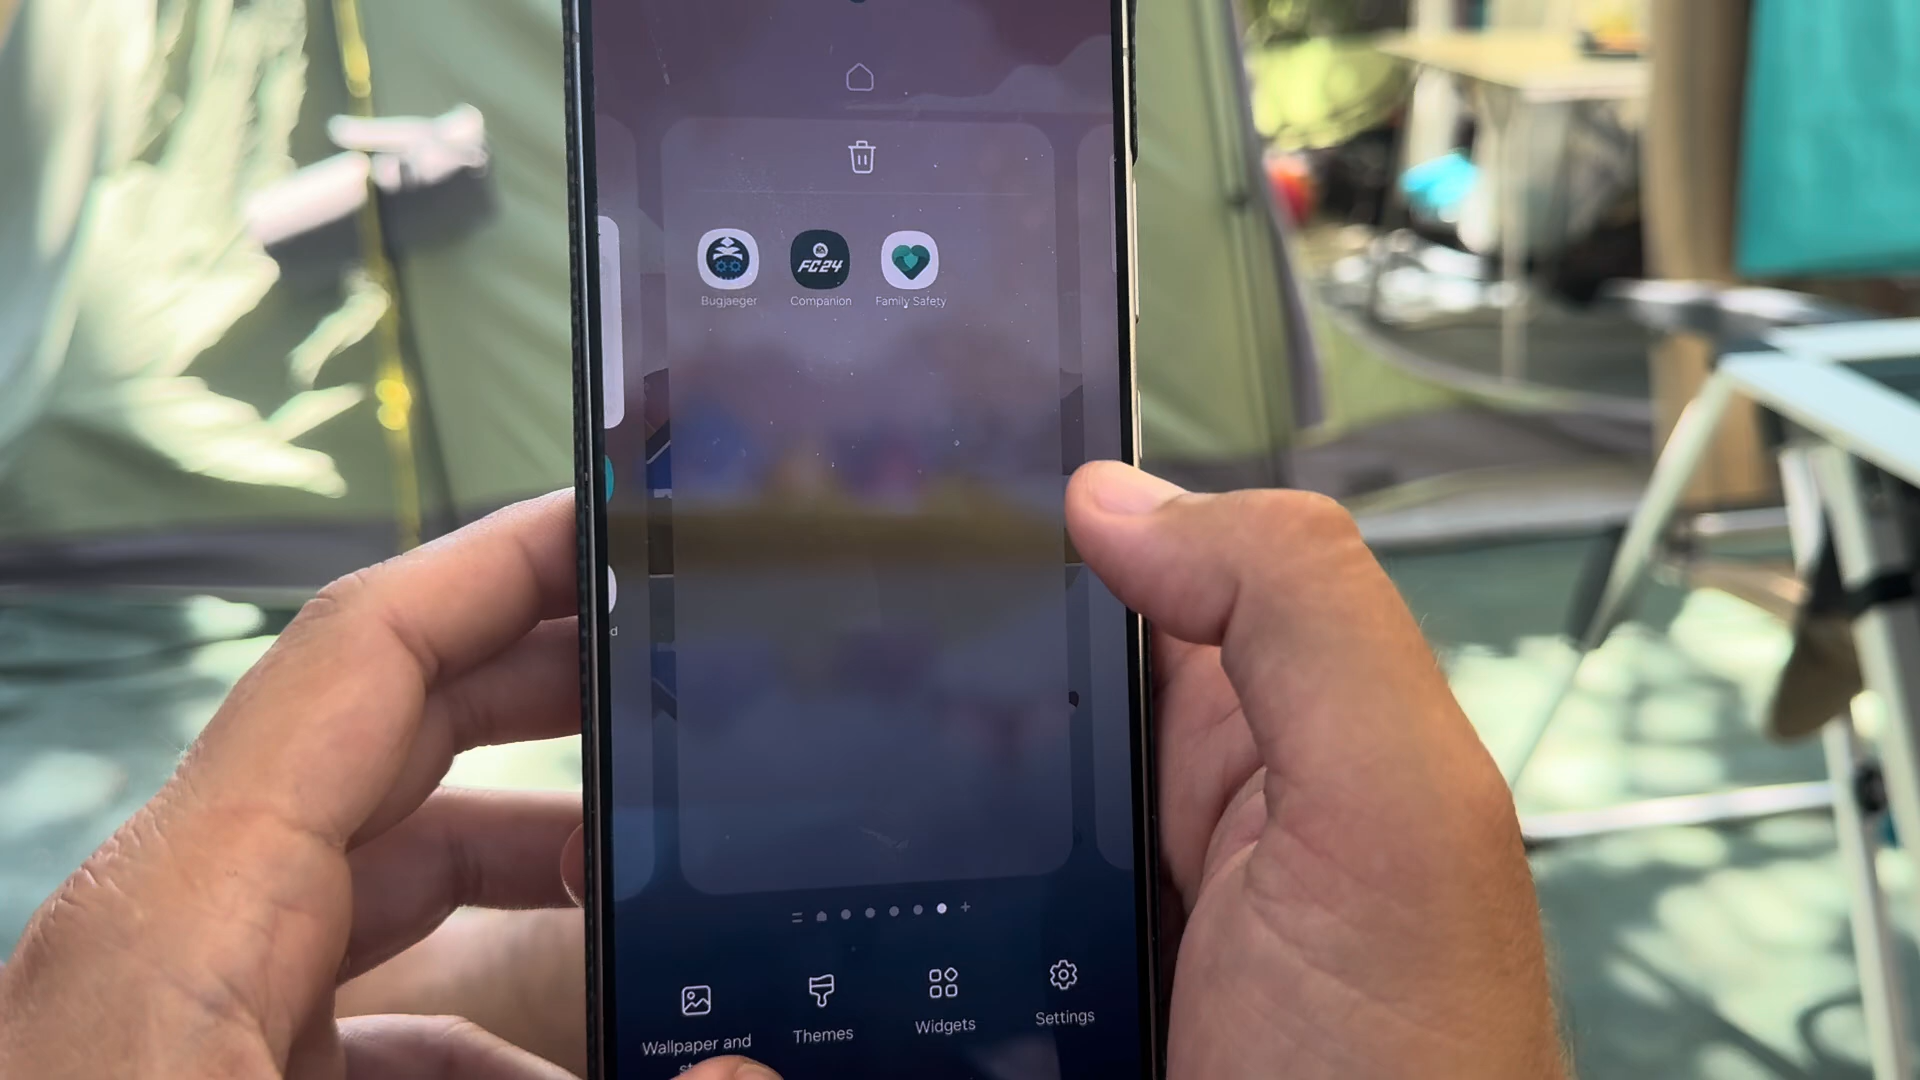 FC24
Bugjaeger
Companion
Family Safety
d
Wallpaper and
Themes
Widgets
Settings